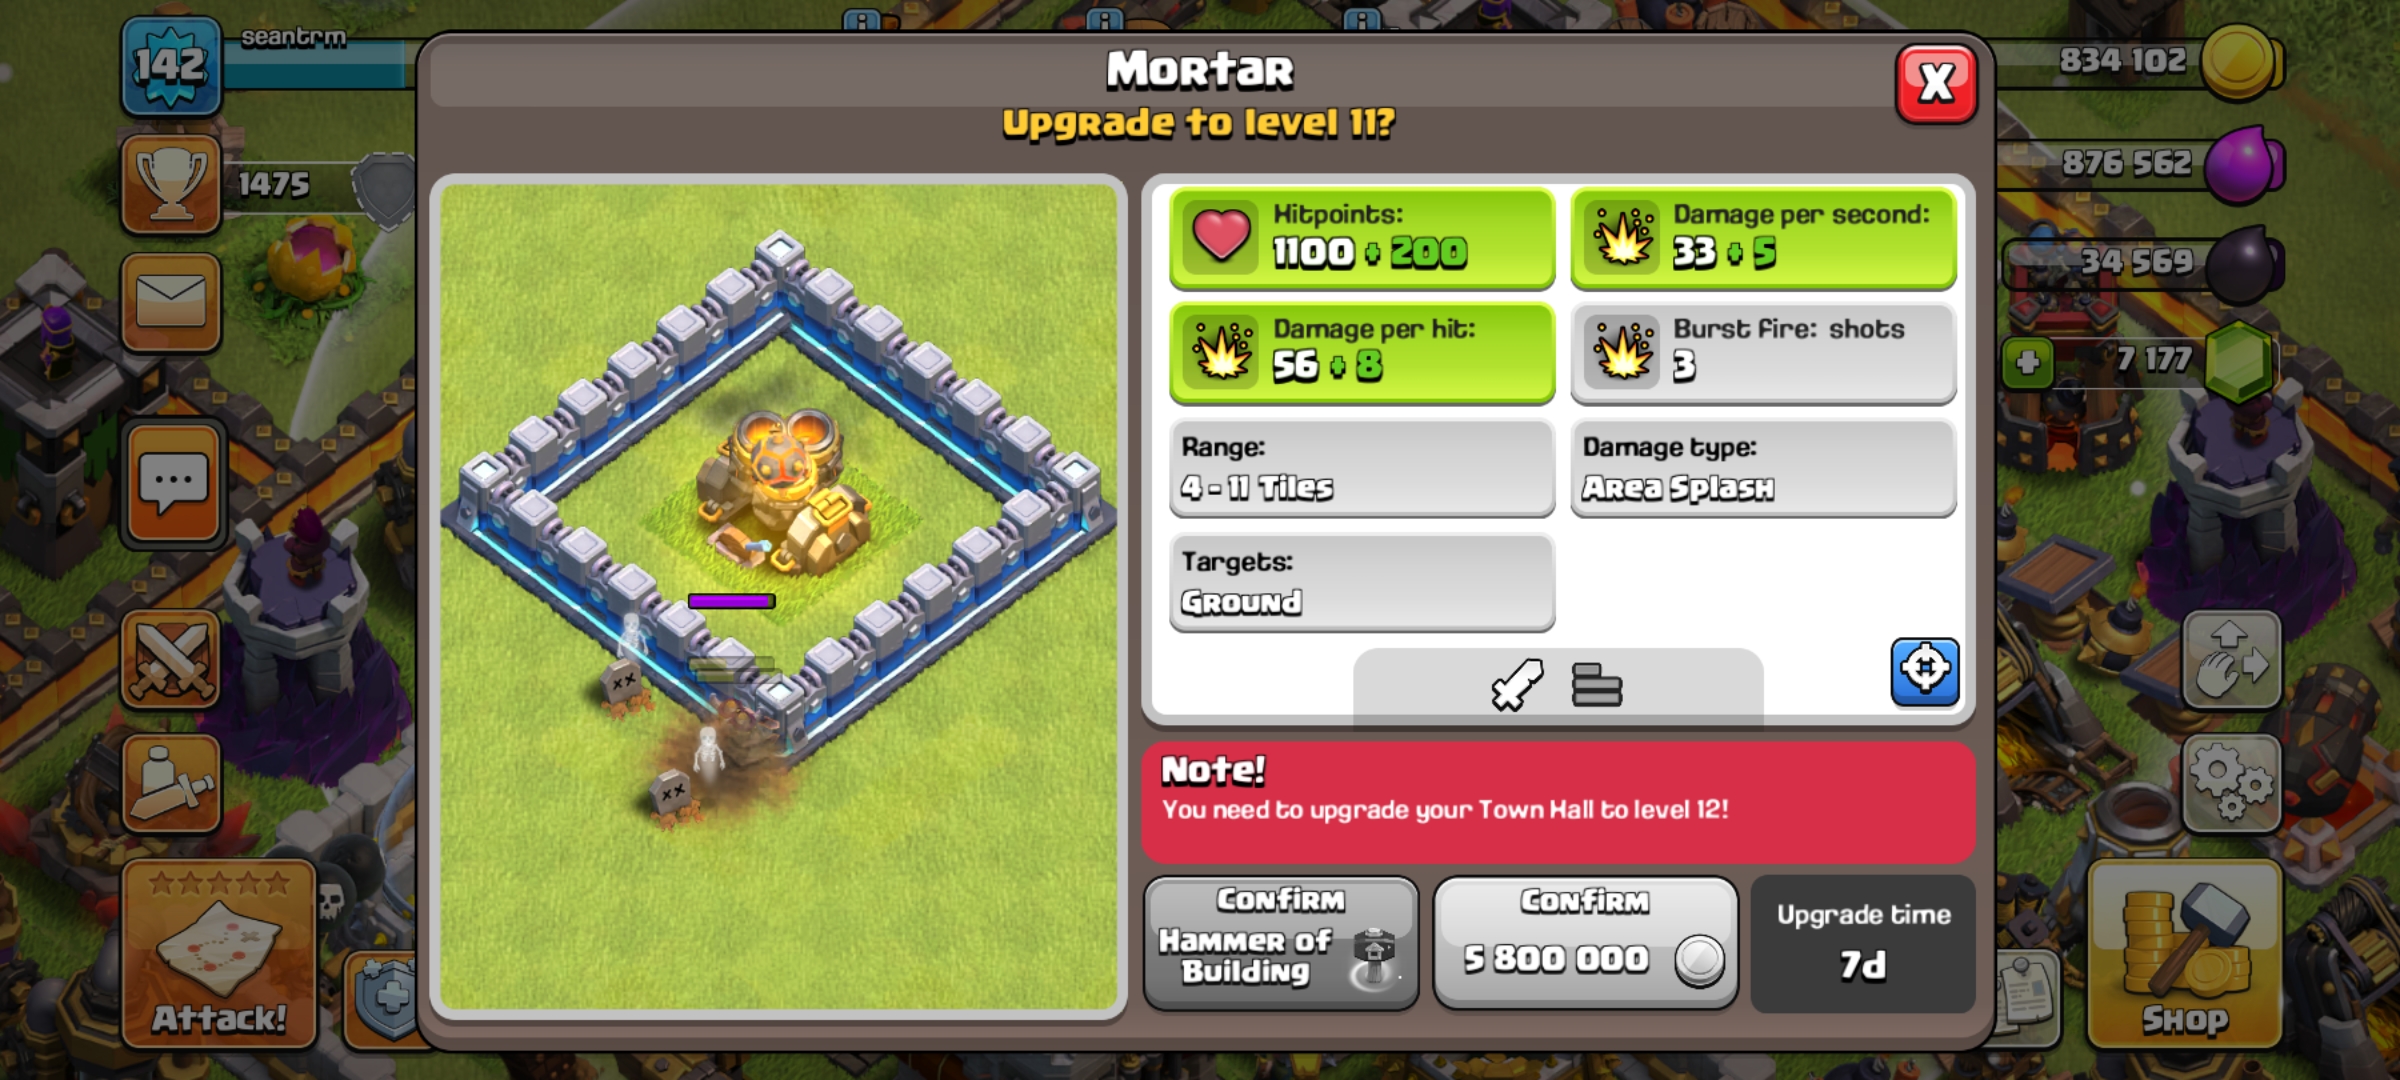 142
seantrm
1475
Attack!
Mortar
Upgrade to level 11?
X
Hitpoints:
1100 + 200
Damage per second:
33 + 5
Damage per hit:
56 + 8
Burst fire: shots
3
Range:
4 - 11 Tiles
Damage type:
Area Splash
Targets:
Ground
Note!
You need to upgrade your Town Hall to level 12!
Confirm
Hammer of
Building
Confirm
5 800 000
Upgrade time
7d
834 102
876 562
34 569
7 177
Shop